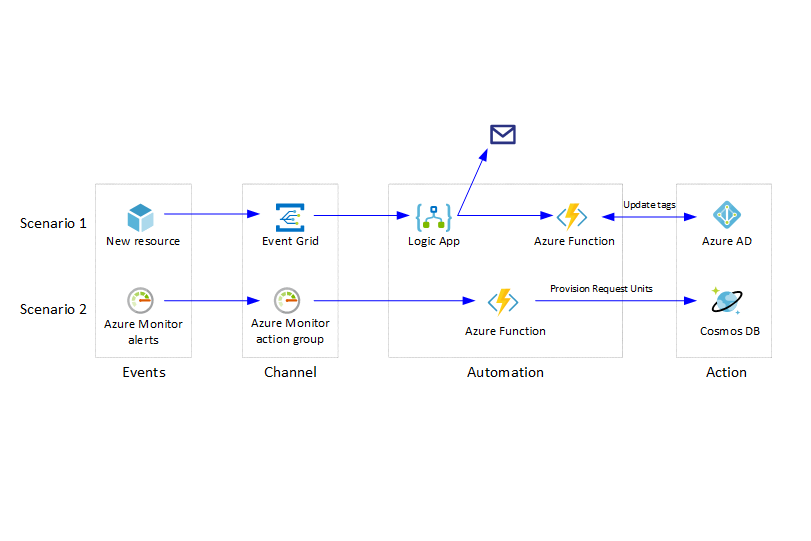 Scenario 1
New resource
Event Grid
Logic App
Azure Function
Update tags
Azure AD
Scenario 2
Azure Monitor
alerts
Azure Monitor
action group
Azure Function
Provision Request Units
Cosmos DB
Events
Channel
Automation
Action